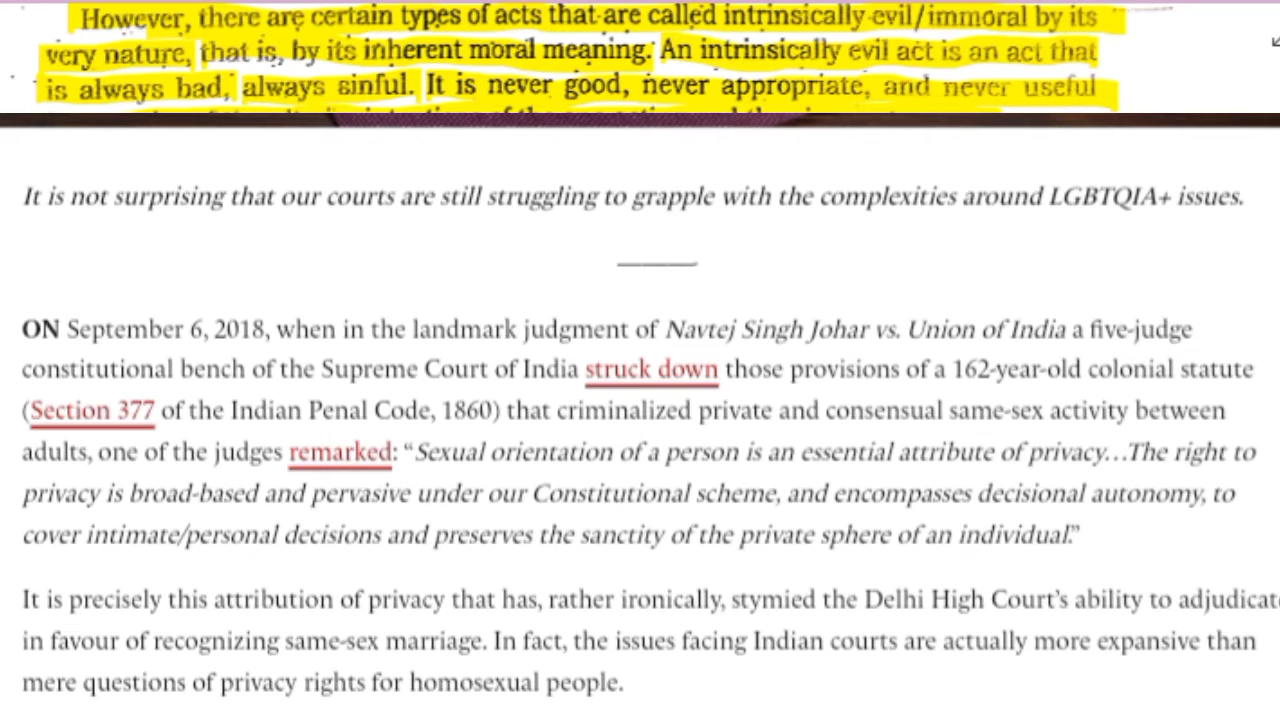 However, there are certain types of acts that are called intrinsically evil/immoral by its
very nature, that is, by its inherent moral meaning. An intrinsically evil act is an act that
is always bad, always sinful. It is never good, never appropriate, and never useful
It is not surprising that our courts are still struggling to grapple with the complexities around LGBTQIA+ issues.
ON September 6, 2018, when in the landmark judgment of Navtej Singh Johar vs. Union of India a five-judge
constitutional bench of the Supreme Court of India struck down those provisions of a 162-year-old colonial statute
(Section 377 of the Indian Penal Code, 1860) that criminalized private and consensual same-sex activity between
adults, one of the judges remarked: “Sexual orientation of a person is an essential attribute of privacy…The right to
privacy is broad-based and pervasive under our Constitutional scheme, and encompasses decisional autonomy, to
cover intimate/personal decisions and preserves the sanctity of the private sphere of an individual.”
It is precisely this attribution of privacy that has, rather ironically, stymied the Delhi High Court’s ability to adjudicate
in favour of recognizing same-sex marriage. In fact, the issues facing Indian courts are actually more expansive than
mere questions of privacy rights for homosexual people.